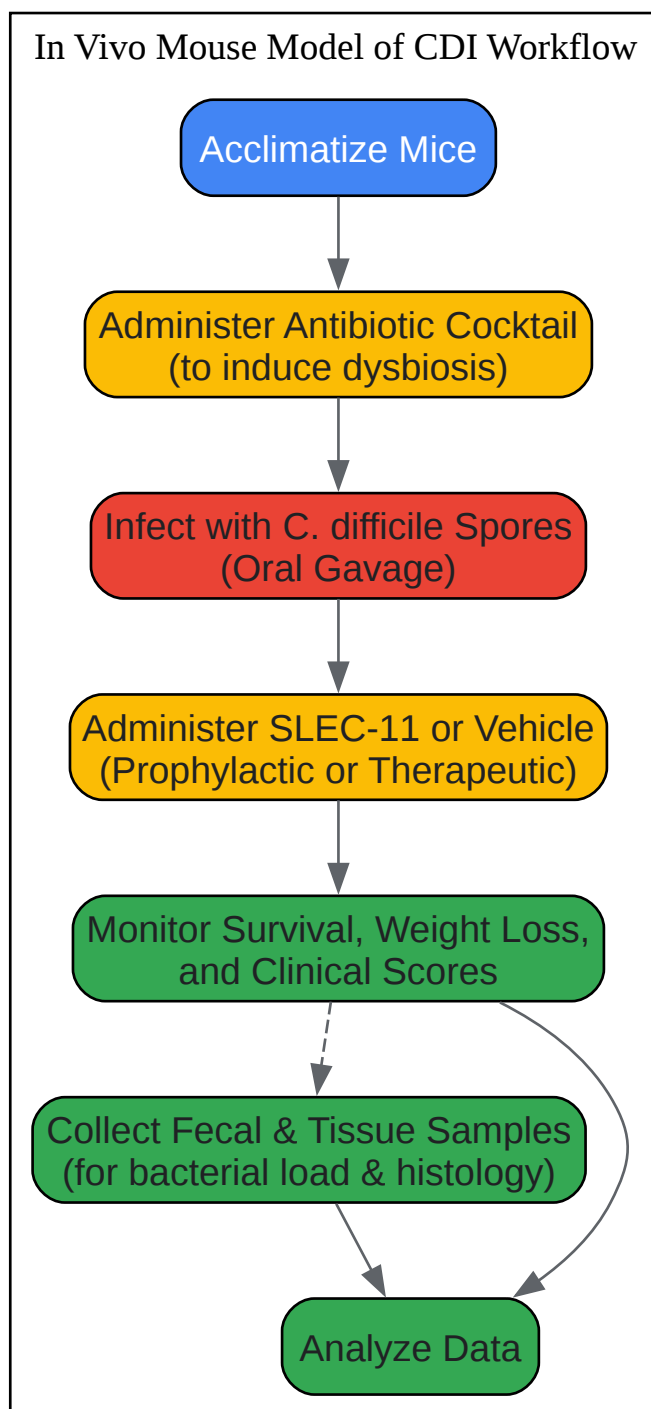 In Vivo Mouse Model of CDI Workflow
Acclimatize Mice
Administer Antibiotic Cocktail
(to induce dysbiosis)
Infect with C. difficile Spores
(Oral Gavage)
Administer SLEC-11 or Vehicle
(Prophylactic or Therapeutic)
Monitor Survival, Weight Loss,
and Clinical Scores
Collect Fecal & Tissue Samples
(for bacterial load & histology)
Analyze Data